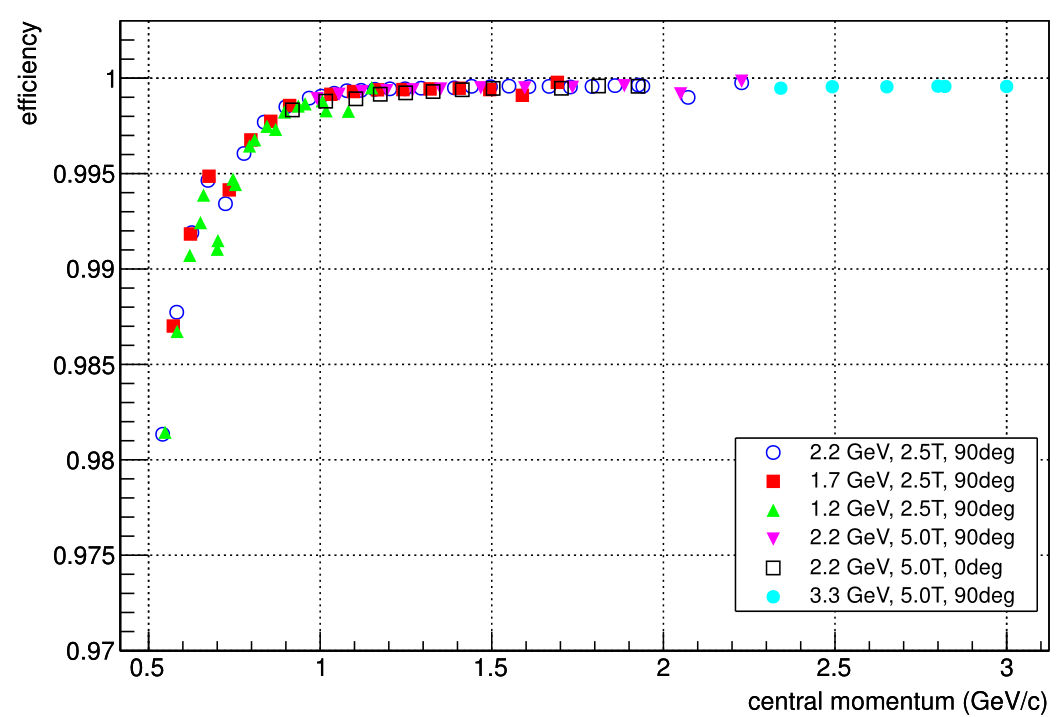 efficiency
1
0.995
0.99
0.985
0.98
0.975
0.97
2.2 GeV, 2.5T, 90deg
1.7 GeV, 2.5T, 90deg
1.2 GeV, 2.5T, 90deg
2.2 GeV, 5.0T, 90deg
2.2 GeV, 5.0T, 0deg
3.3 GeV, 5.0T, 90deg
0.5 1 1.5 2 2.5 3
central momentum (GeV/c)